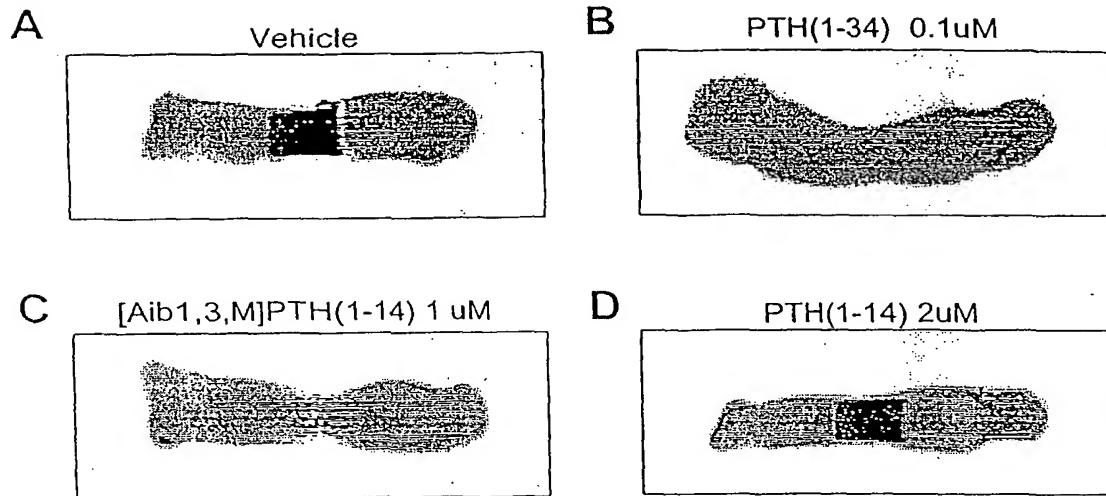 A
Vehicle
B
PTH(1-34) 0.1uM
C
[Aib1,3,M]PTH(1-14) 1 uM
D
PTH(1-14) 2uM